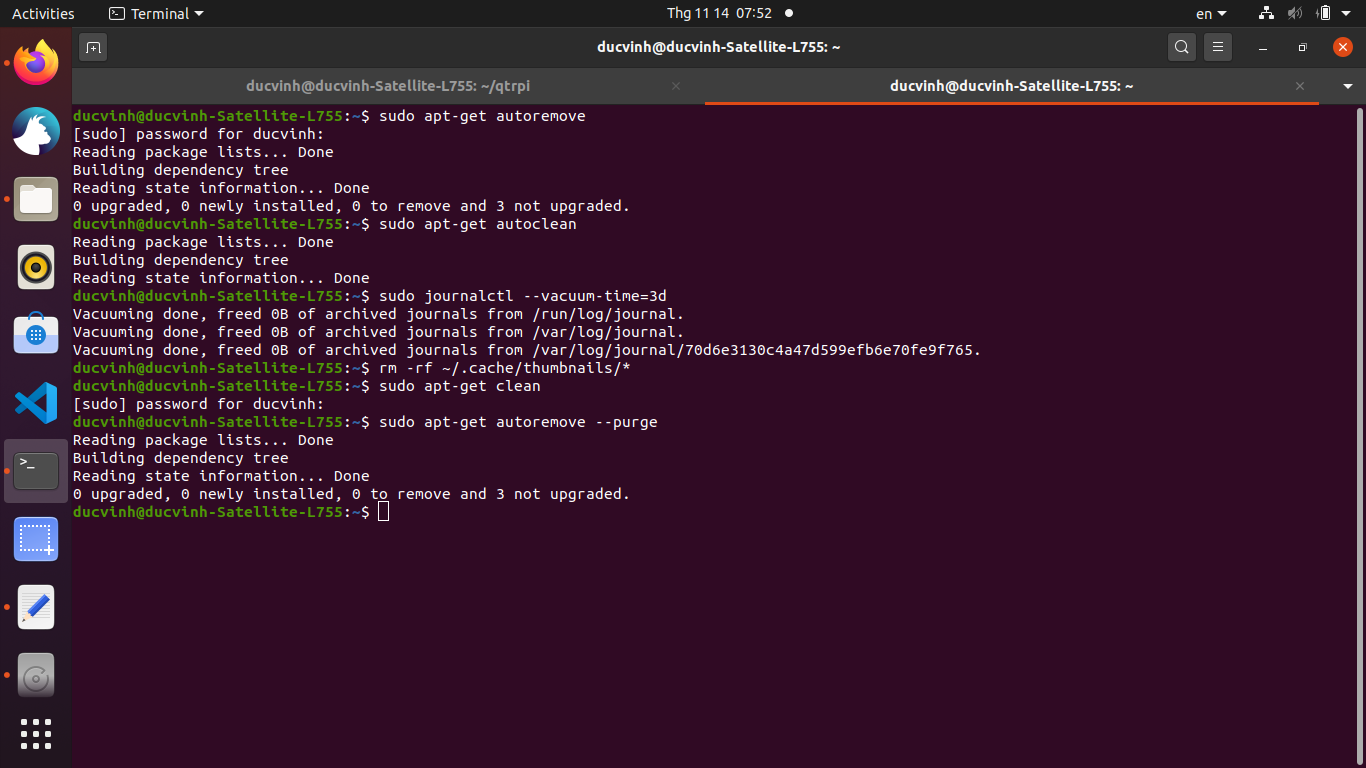 Activities
Terminal
Thg 11 14 07:52
en
ducvinh@ducvinh-Satellite-L755: ~
ducvinh@ducvinh-Satellite-L755: ~/qtrpi
ducvinh@ducvinh-Satellite-L755: ~
ducvinh@ducvinh-Satellite-L755:~$ sudo apt-get autoremove
[sudo] password for ducvinh:
Reading package lists... Done
Building dependency tree
Reading state information... Done
0 upgraded, 0 newly installed, 0 to remove and 3 not upgraded.
ducvinh@ducvinh-Satellite-L755:~$ sudo apt-get autoclean
Reading package lists... Done
Building dependency tree
Reading state information... Done
ducvinh@ducvinh-Satellite-L755:~$ sudo journalctl --vacuum-time=3d
Vacuuming done, freed 0B of archived journals from /run/log/journal.
Vacuuming done, freed 0B of archived journals from /var/log/journal.
Vacuuming done, freed 0B of archived journals from /var/log/journal/70d6e3130c4a47d599efb6e70fe9f765.
ducvinh@ducvinh-Satellite-L755:~$ rm -rf ~/.cache/thumbnails/*
ducvinh@ducvinh-Satellite-L755:~$ sudo apt-get clean
[sudo] password for ducvinh:
ducvinh@ducvinh-Satellite-L755:~$ sudo apt-get autoremove --purge
Reading package lists... Done
Building dependency tree
Reading state information... Done
0 upgraded, 0 newly installed, 0 to remove and 3 not upgraded.
ducvinh@ducvinh-Satellite-L755:~$